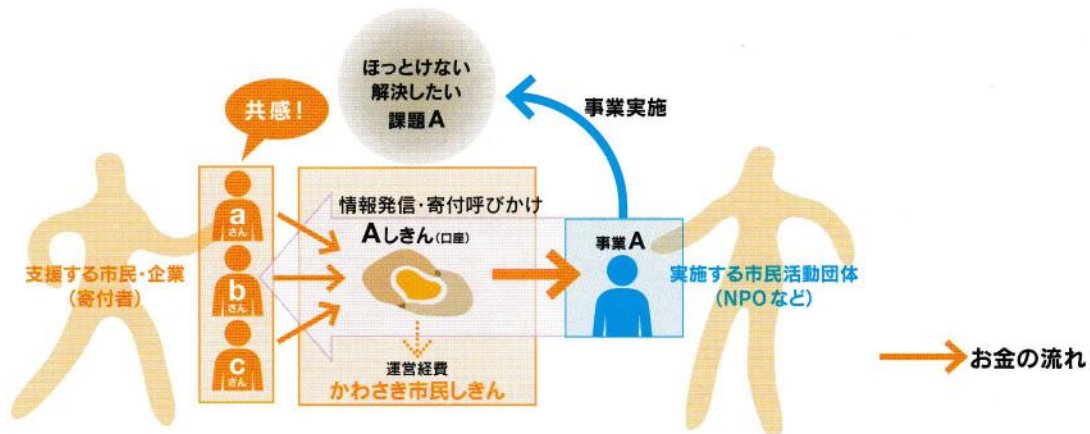 ほっとけない
解決したい
課題A
共感！
事業実施
情報発信・寄付呼びかけ
Aしきん(口座)
aさん
bさん
cさん
支援する市民・企業
（寄付者）
事業A
実施する市民活動団体
（NPOなど）
運営経費
かわさき市民しきん
お金の流れ